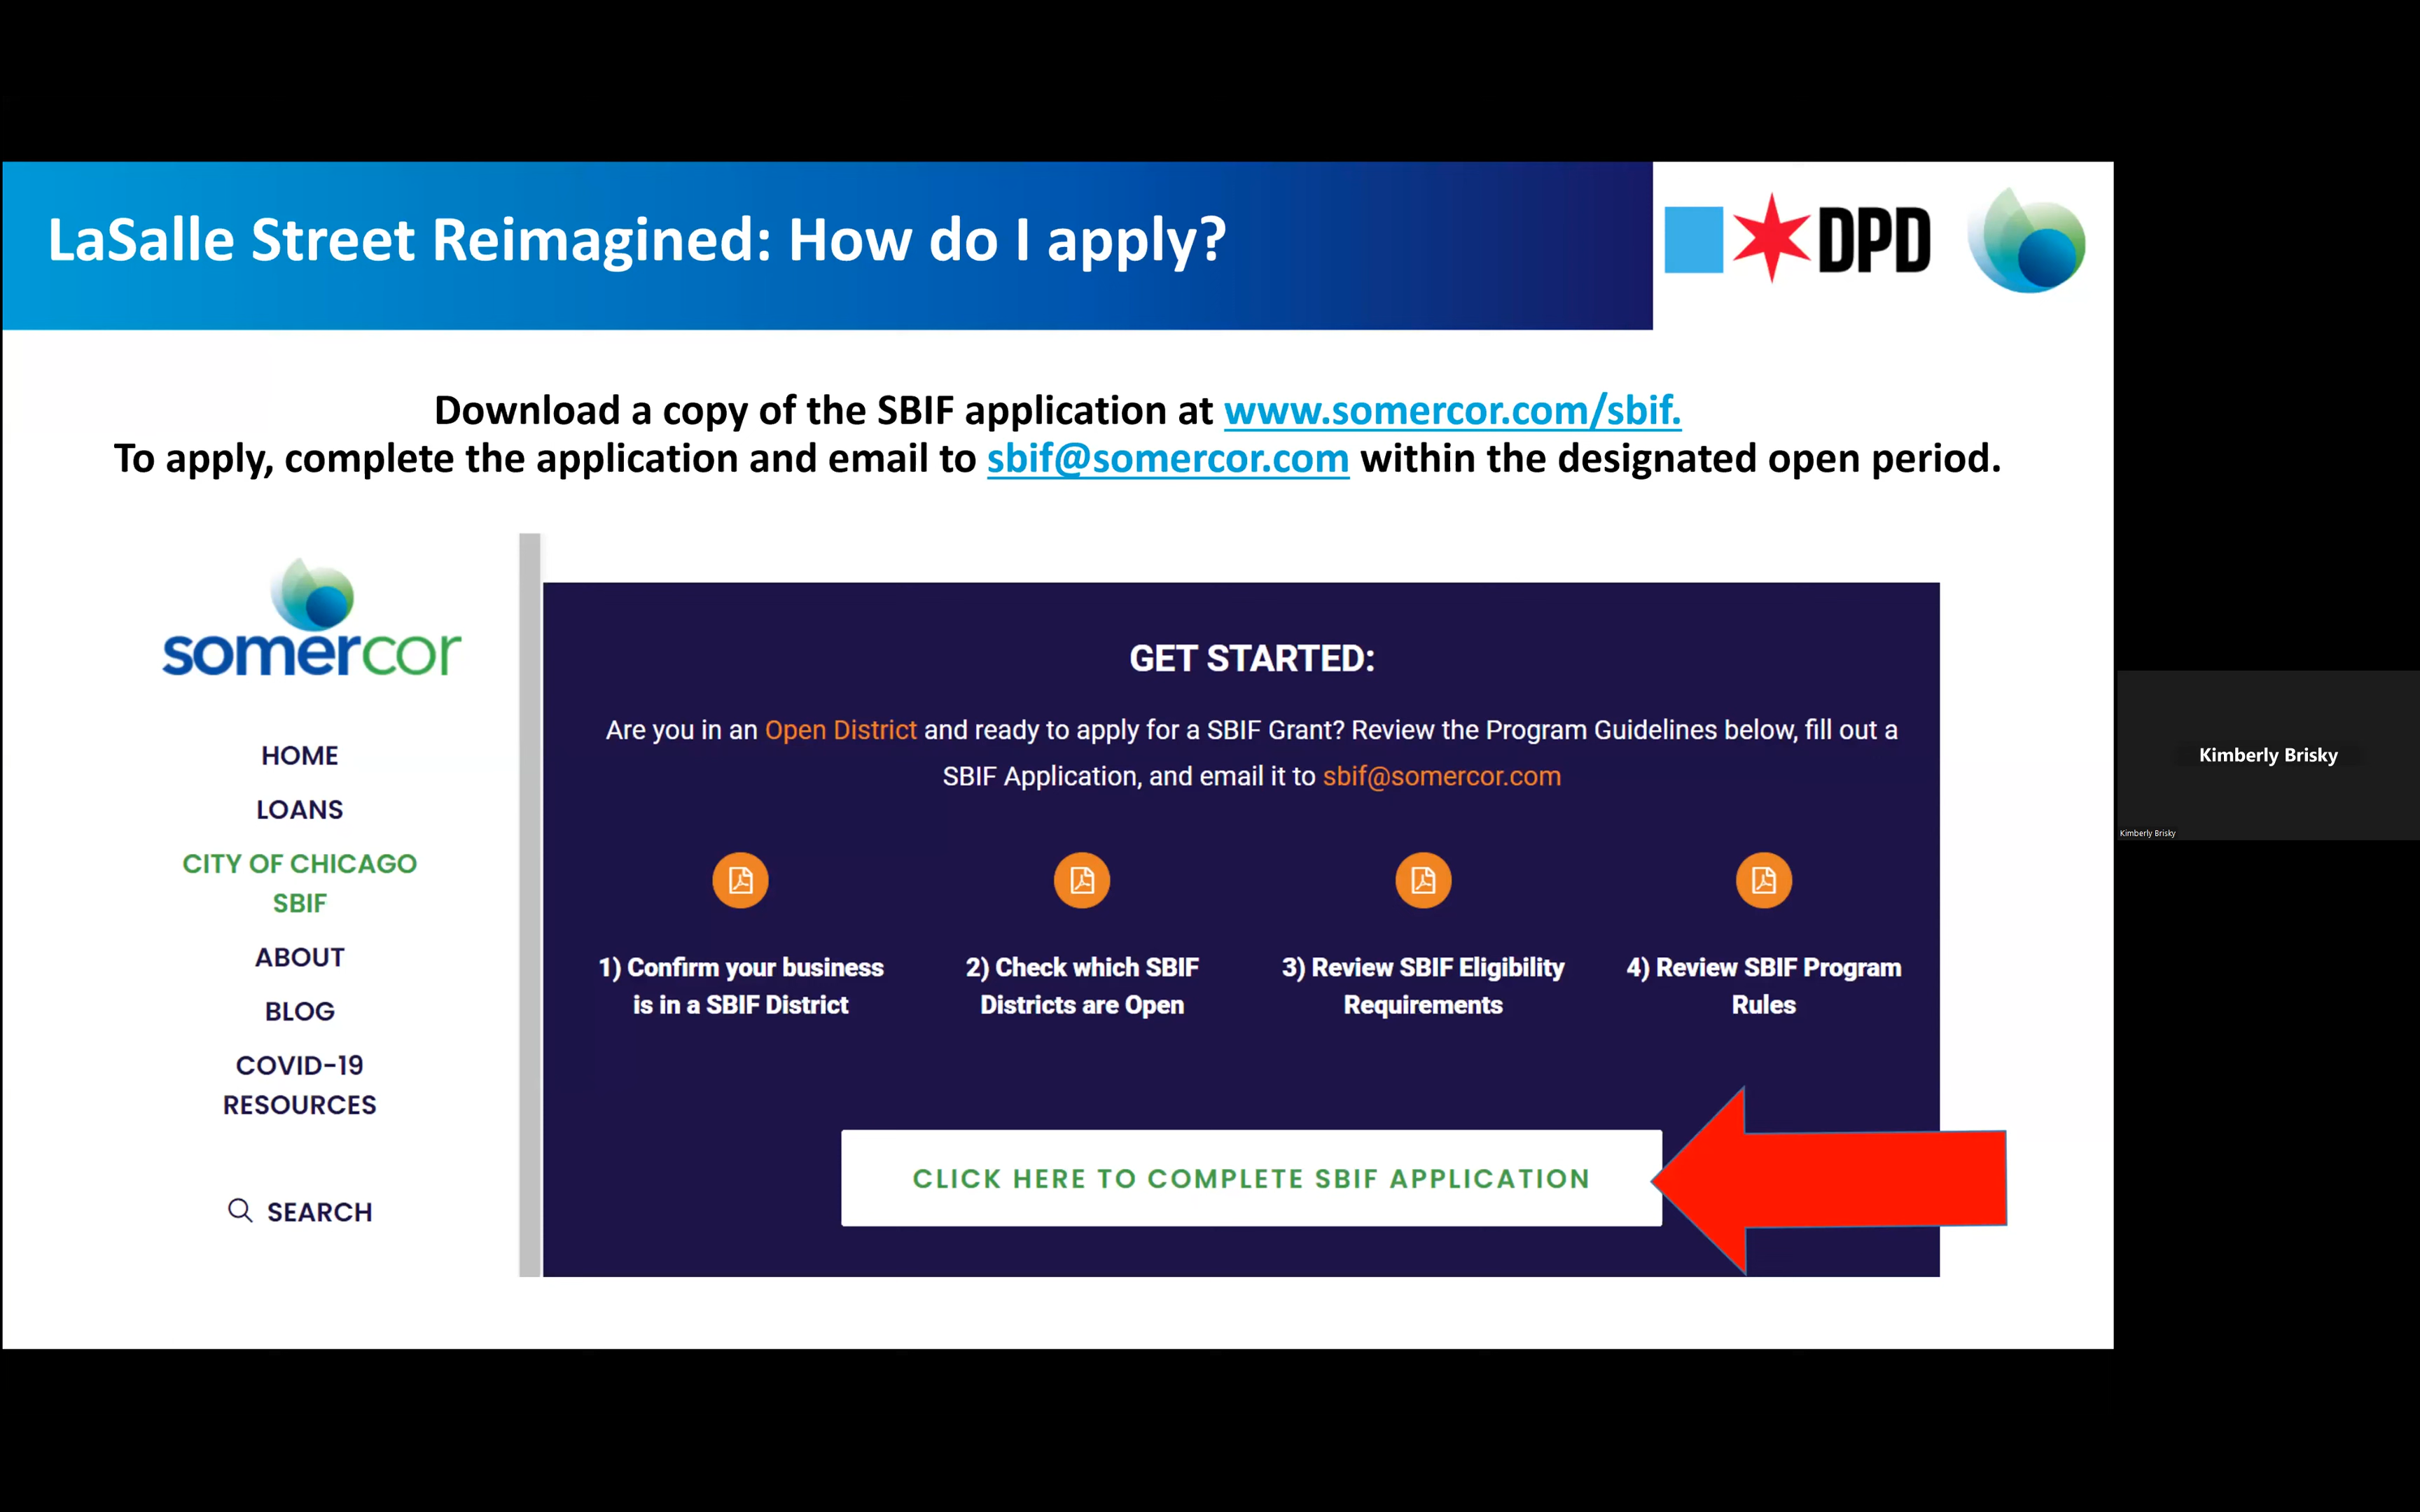 LaSalle Street Reimagined: How do I apply?
DPD
Download a copy of the SBIF application at www.somercor.com/sbif.
To apply, complete the application and email to sbif@somercor.com within the designated open period.
somercor
HOME
LOANS
CITY OF CHICAGO
SBIF
ABOUT
BLOG
COVID-19
RESOURCES
SEARCH
GET STARTED:
Are you in an Open District and ready to apply for a SBIF Grant? Review the Program Guidelines below, fill out a
SBIF Application, and email it to sbif@somercor.com
1) Confirm your business
is in a SBIF District
2) Check which SBIF
Districts are Open
3) Review SBIF Eligibility
Requirements
4) Review SBIF Program
Rules
CLICK HERE TO COMPLETE SBIF APPLICATION
Kimberly Brisky
Kimberly Brisky